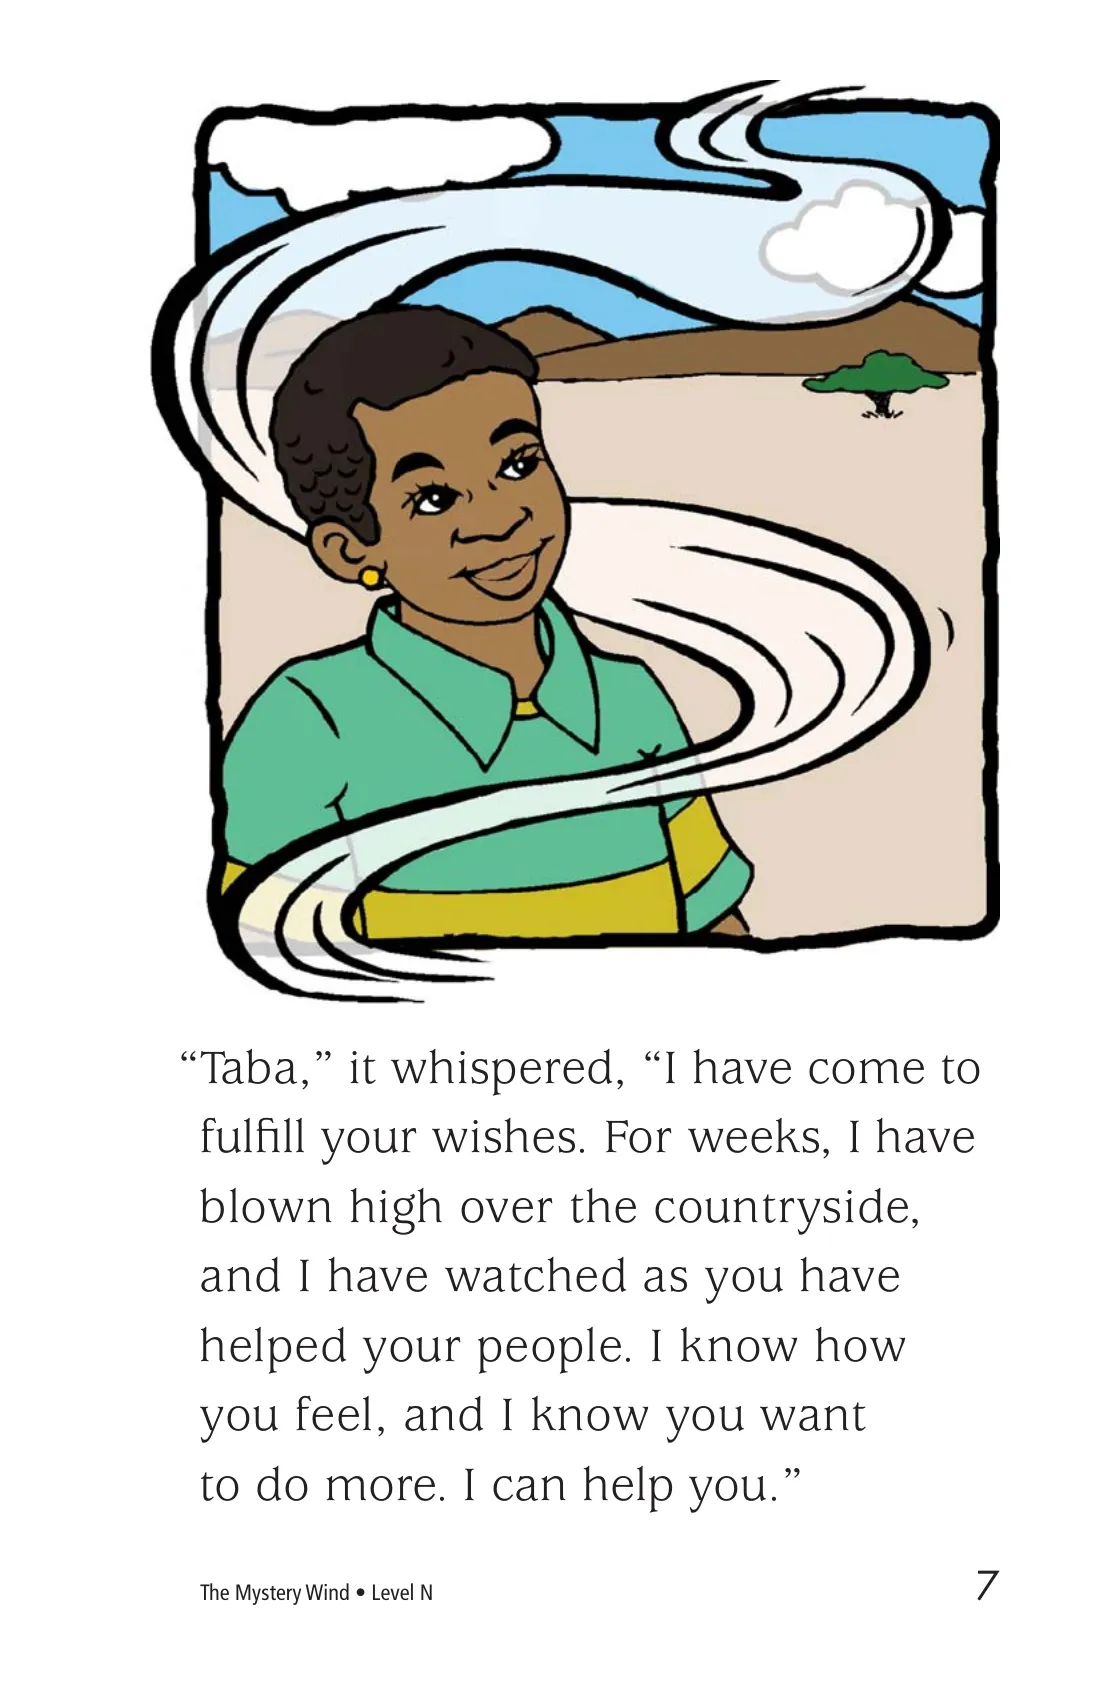 “Taba,” it whispered, “I have come to
fulfill your wishes. For weeks, I have
blown high over the countryside,
and I have watched as you have
helped your people. I know how
you feel, and I know you want
to do more. I can help you.”
The Mystery Wind • Level N
7